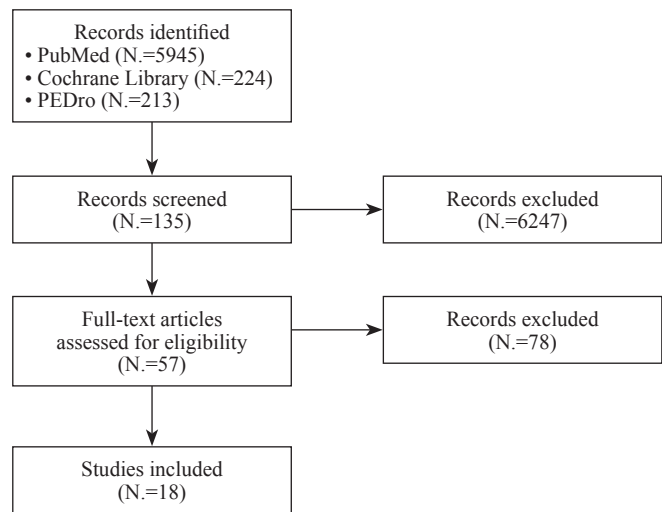 Records identified
• PubMed (N.=5945)
• Cochrane Library (N.=224)
• PEDro (N.=213)
Records screened
(N.=135)
Records excluded
(N.=6247)
Full-text articles
assessed for eligibility
(N.=57)
Records excluded
(N.=78)
Studies included
(N.=18)